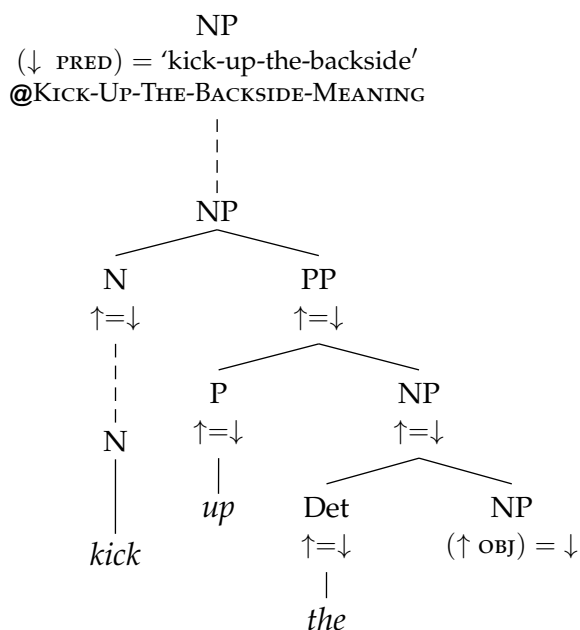 NP
(↓ PRED) = ‘kick-up-the-backside′
@KICK-UP-THE-BACKSIDE-MEANING
NP
N PP
↑=↓ ↑=↓
P NP
↑=↓ ↑=↓
N
up Det NP
↑=↓ (↑ OBJ) = ↓
kick
the